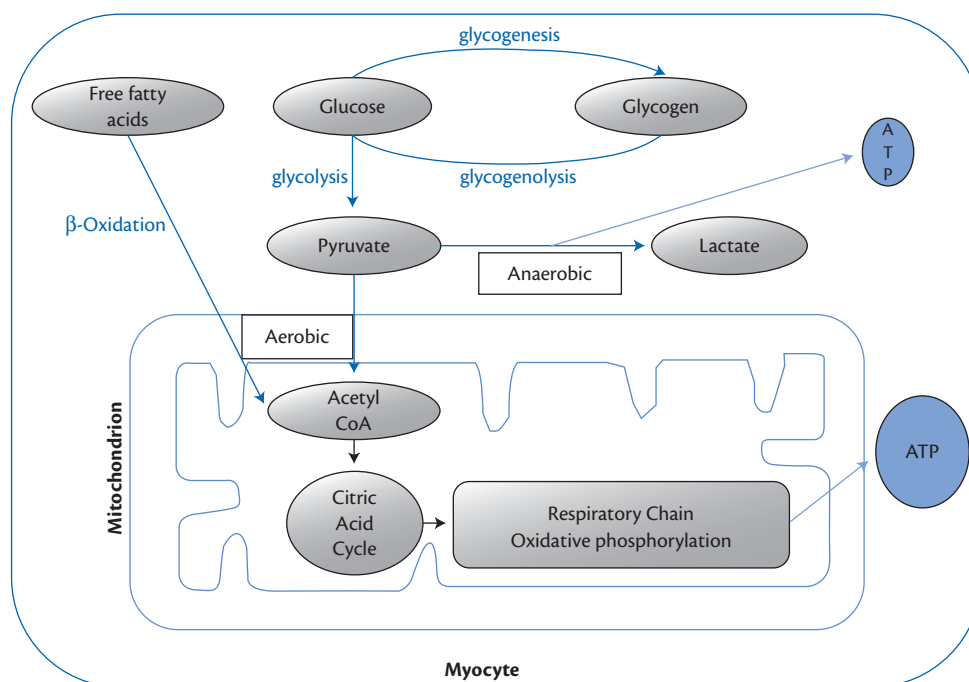 glycogenesis
Free fatty
acids
Glucose
Glycogen
A
T
P
glycolysis
glycogenolysis
β-Oxidation
Pyruvate
Lactate
Anaerobic
Aerobic
Acetyl
CoA
Mitochondrion
ATP
Citric
Acid
Cycle
Respiratory Chain
Oxidative phosphorylation
Myocyte